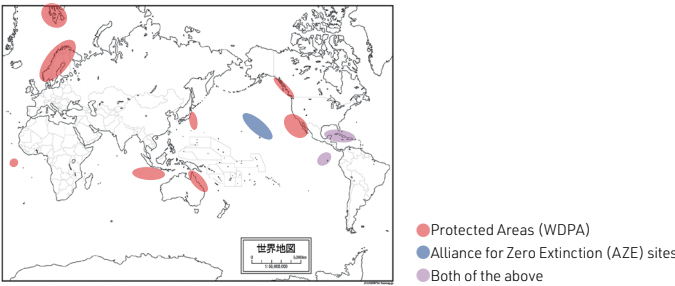 世界地図
Protected Areas (WDPA)
Alliance for Zero Extinction (AZE) sites
Both of the above